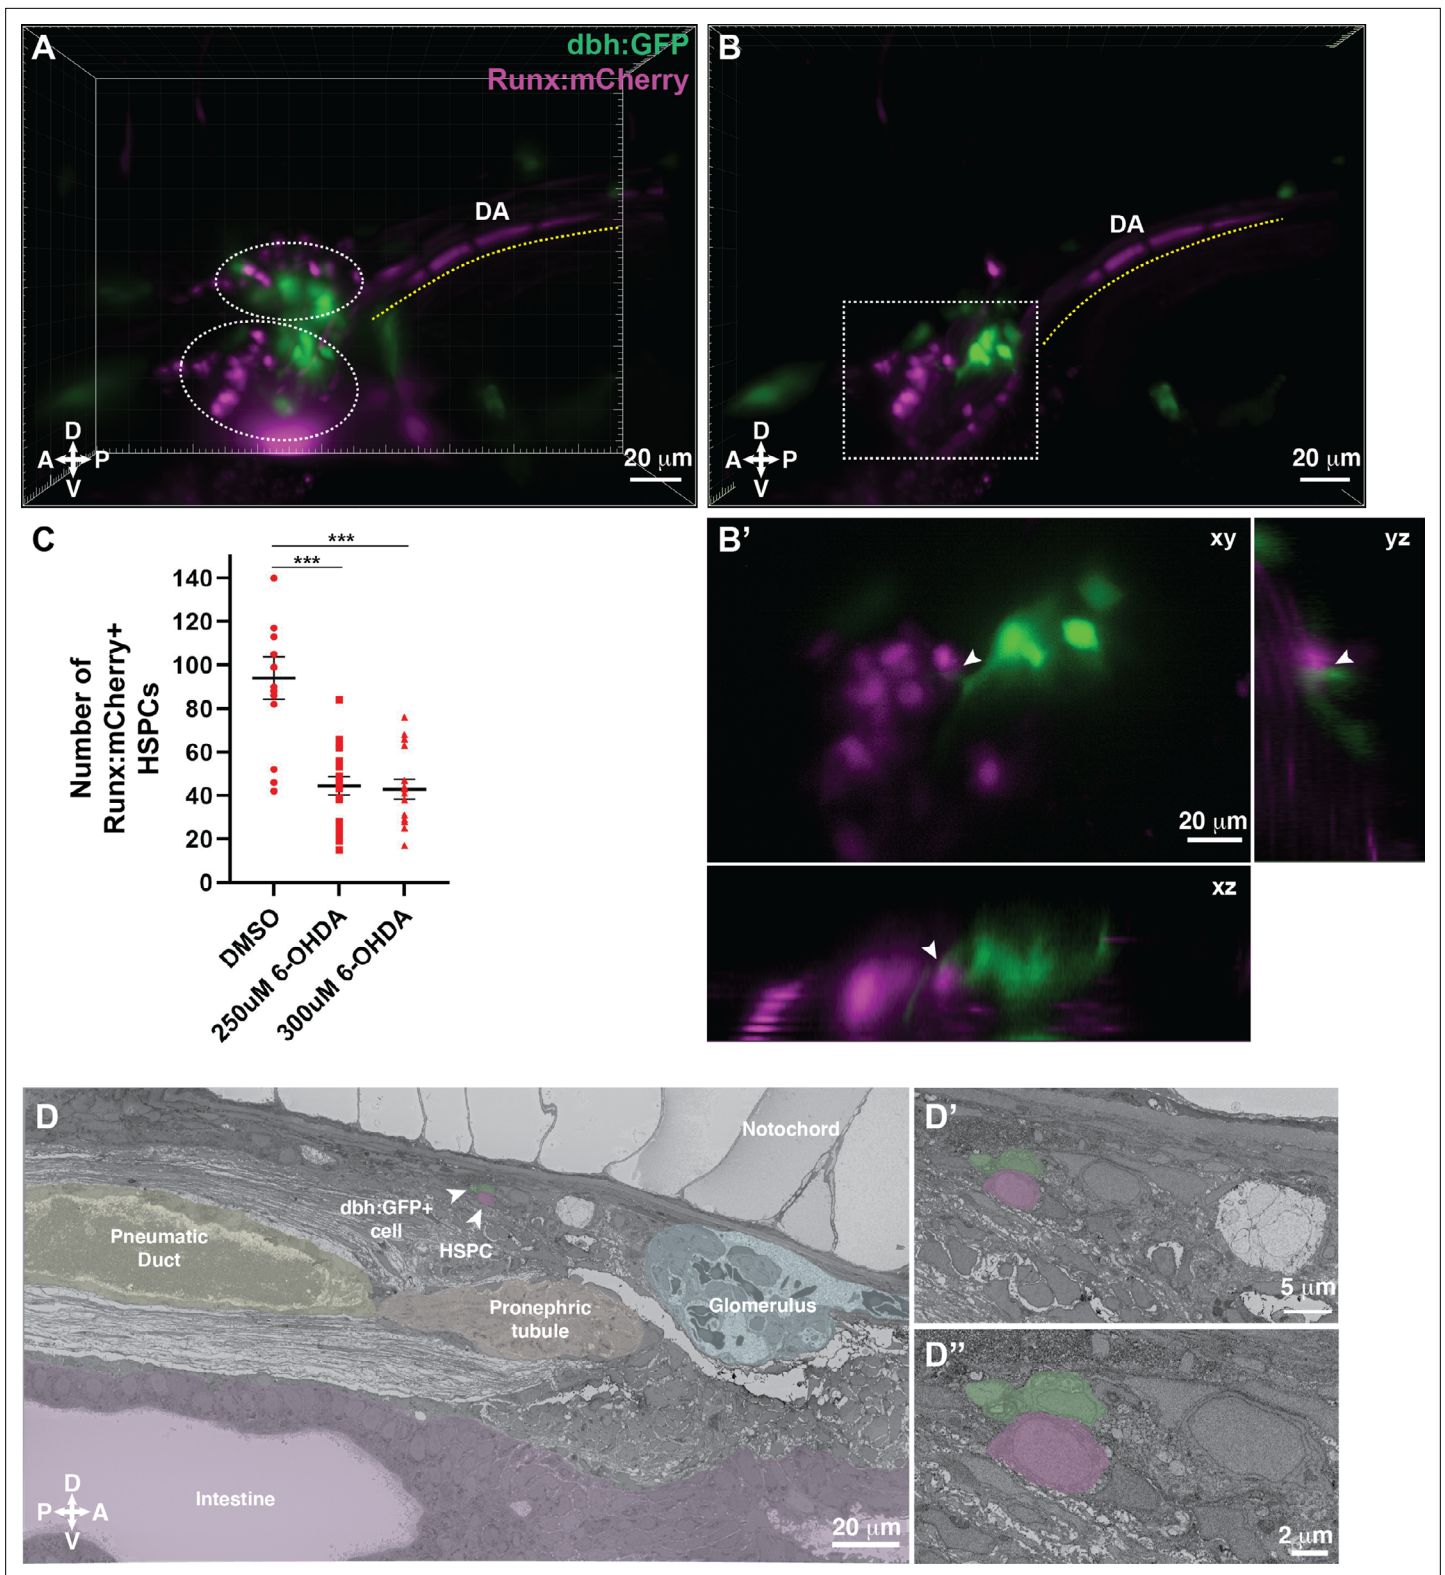 A
dbh:GFP
Runx:mCherry
DA
D
A P
V
20 μm
B
DA
D
A P
V
20 μm
C
***
***
Number of
Runx:mCherry+
HSPCs
140
120
100
80
60
40
20
0
DMSO
250uM 6-OHDA
300uM 6-OHDA
B’
xy
20 μm
yz
xz
D
Notochord
dbh:GFP+
cell
HSPC
Pneumatic
Duct
Pronephric
tubule
Glomerulus
Intestine
D
P A
V
20 μm
D’
5 μm
D”
2 μm